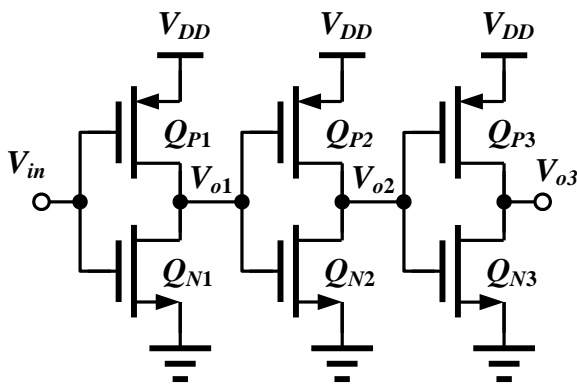 V_DD V_DD V_DD
Q_P1 Q_P2 Q_P3
V_in V_o1 V_o2 V_o3
Q_N1 Q_N2 Q_N3